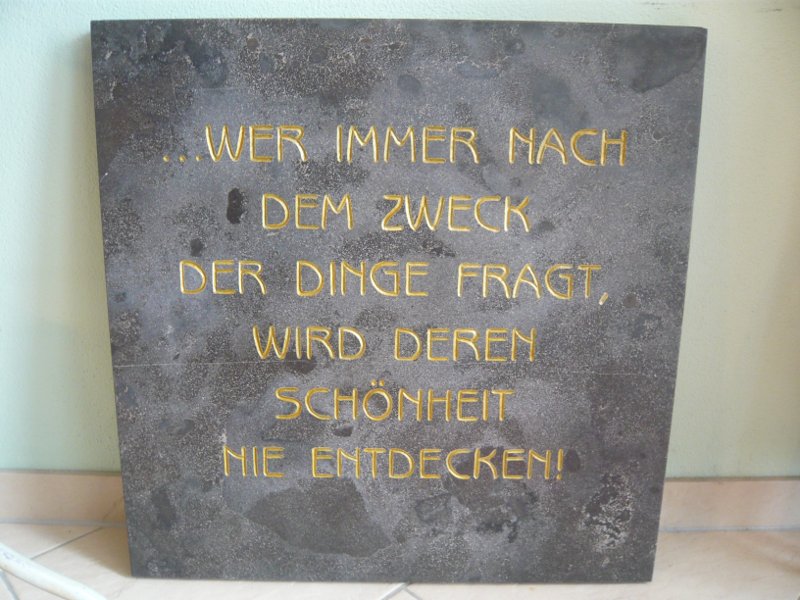 ...WER IMMER NACH
DEM ZWECK
DER DINGE FRAGT,
WIRD DEREN
SCHÖNHEIT
NIE ENTDECKEN!